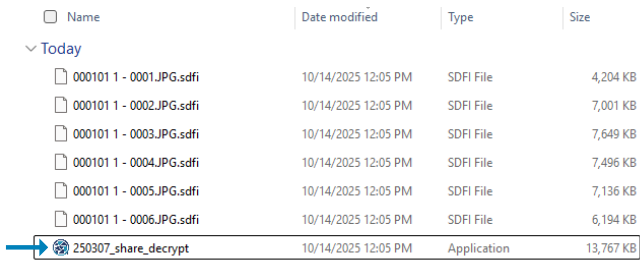 Name Date modified Type Size
Today
000101 1 - 0001.JPG.sdfi 10/14/2025 12:05 PM SDFI File 4,204 KB
000101 1 - 0002.JPG.sdfi 10/14/2025 12:05 PM SDFI File 7,001 KB
000101 1 - 0003.JPG.sdfi 10/14/2025 12:05 PM SDFI File 7,649 KB
000101 1 - 0004.JPG.sdfi 10/14/2025 12:05 PM SDFI File 7,496 KB
000101 1 - 0005.JPG.sdfi 10/14/2025 12:05 PM SDFI File 7,136 KB
000101 1 - 0006.JPG.sdfi 10/14/2025 12:05 PM SDFI File 6,194 KB
250307_share_decrypt 10/14/2025 12:05 PM Application 13,767 KB